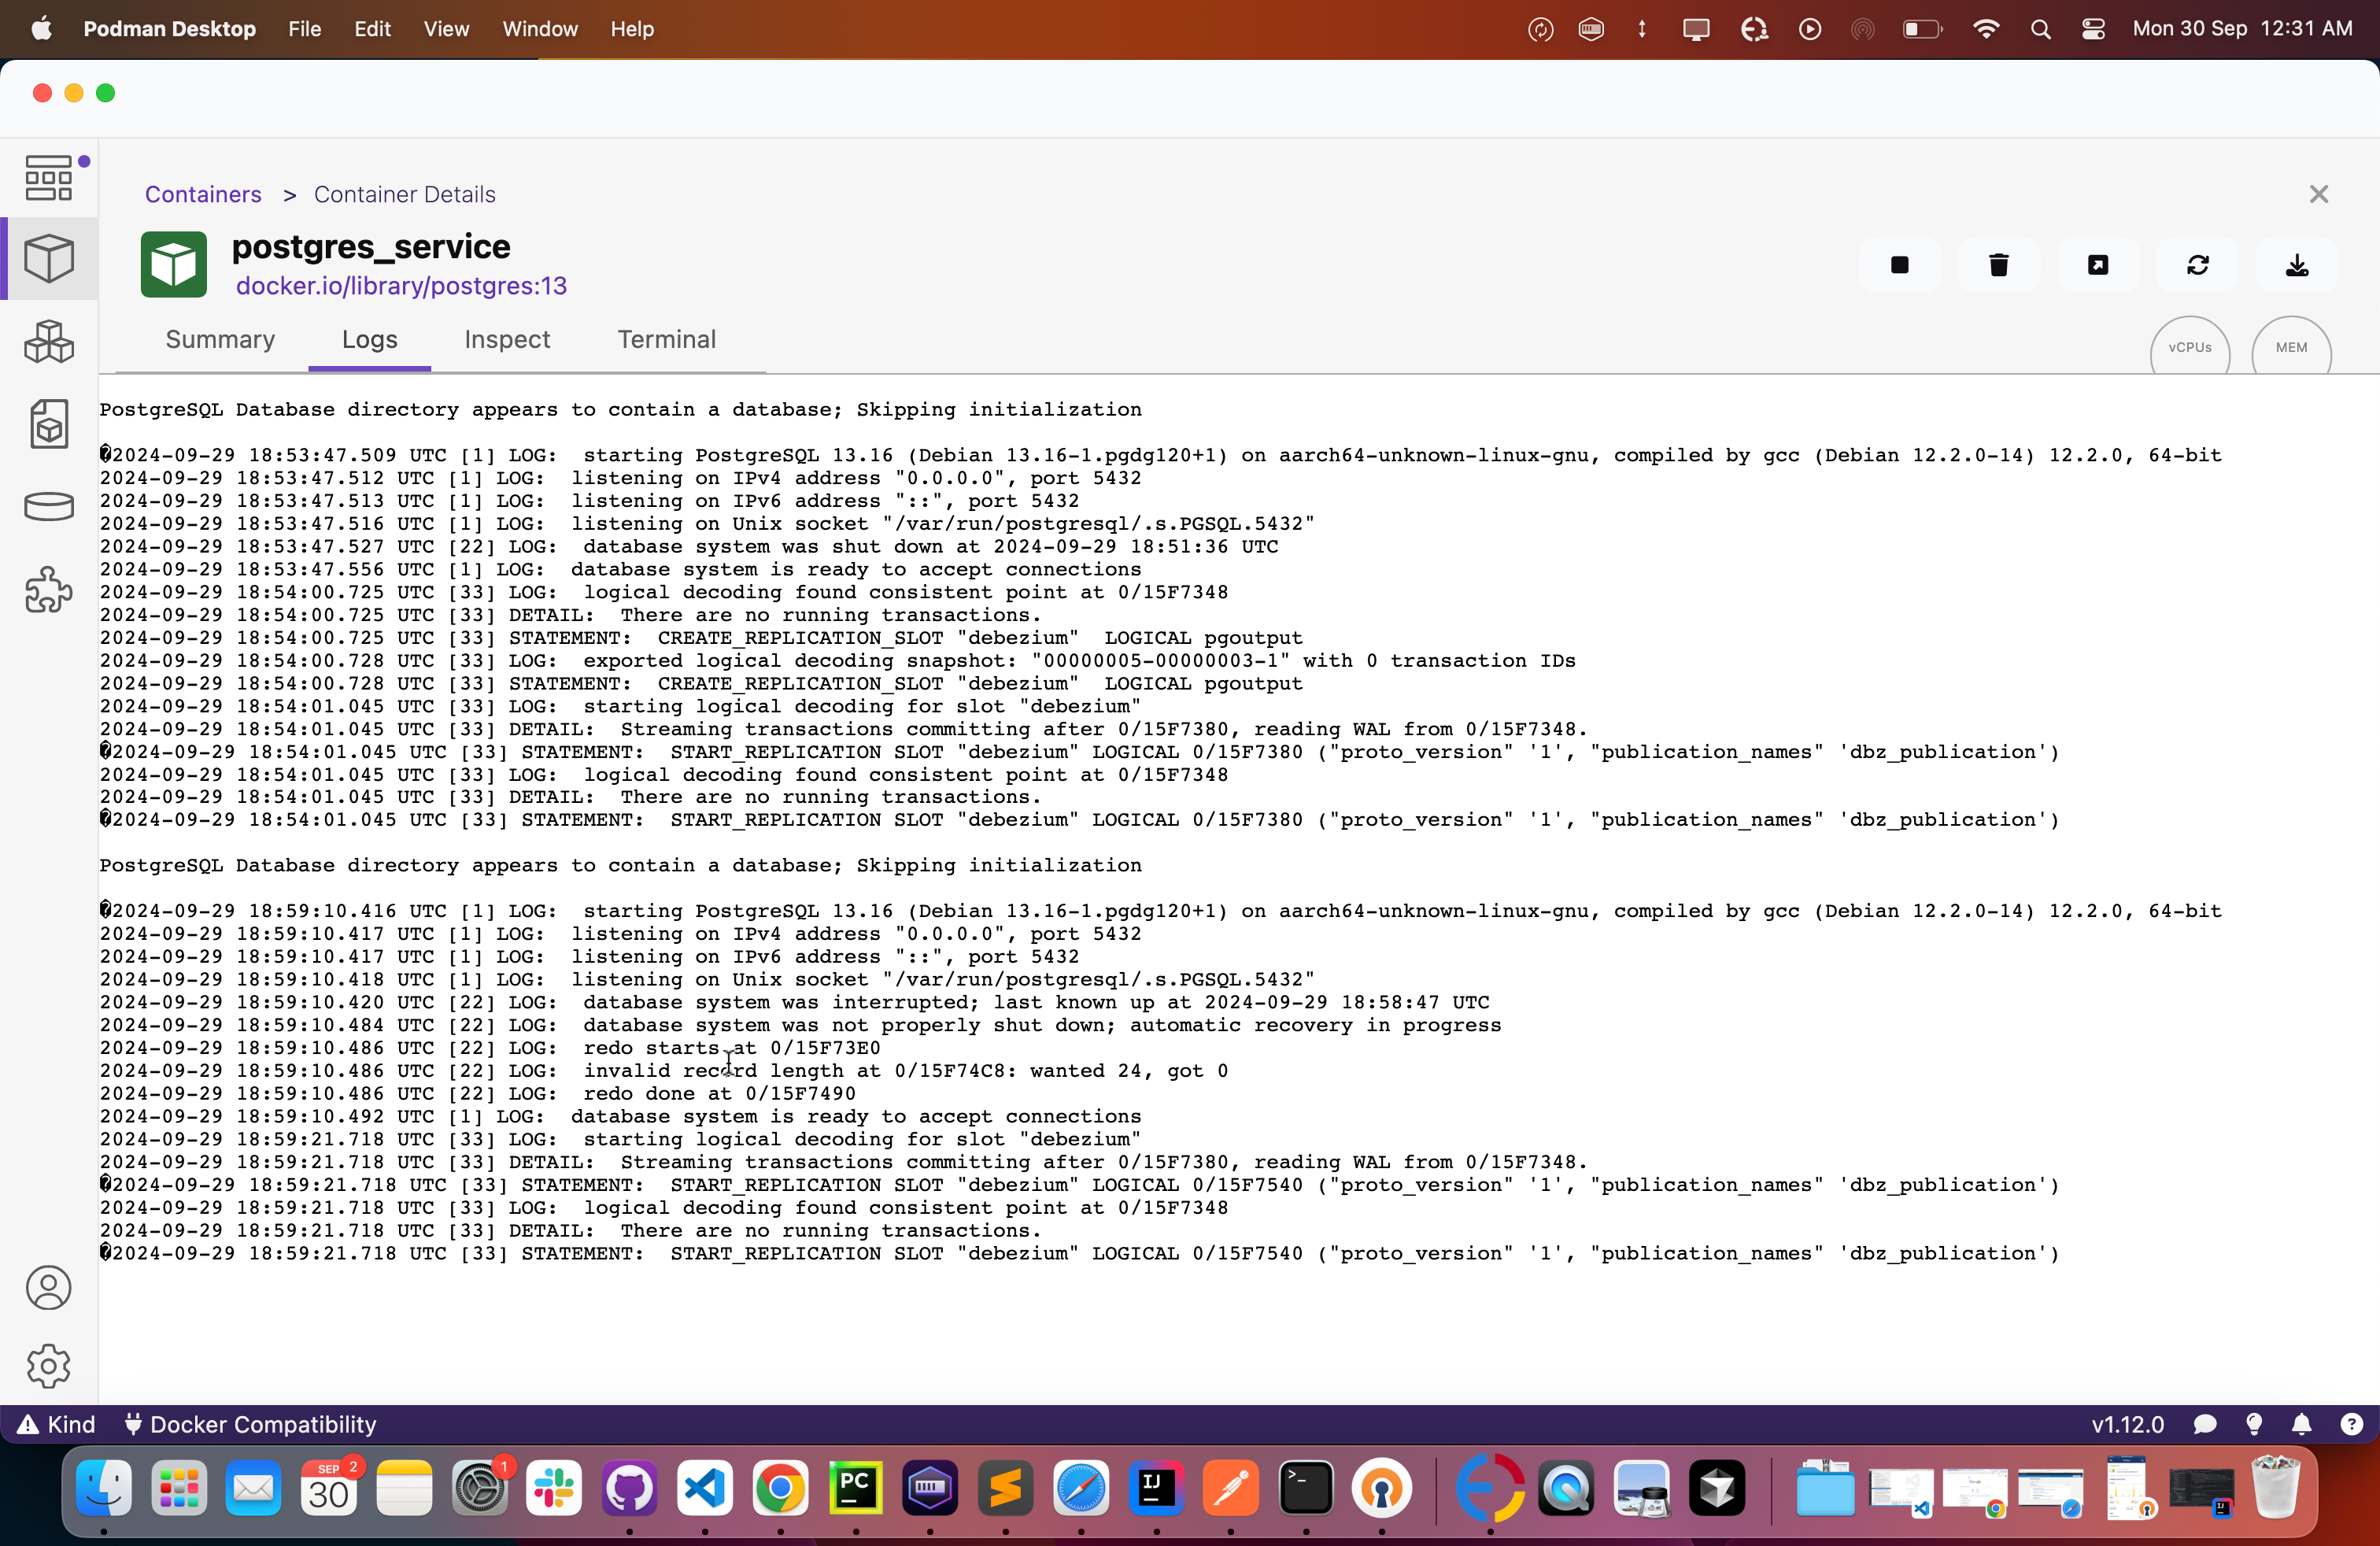 Podman Desktop File Edit View Window Help Mon 30 Sep 12:31 AM
Containers > Container Details
postgres_service
docker.io/library/postgres:13
Summary Logs Inspect Terminal vCPUs MEM
PostgreSQL Database directory appears to contain a database; Skipping initialization
�2024-09-29 18:53:47.509 UTC [1] LOG:  starting PostgreSQL 13.16 (Debian 13.16-1.pgdg120+1) on aarch64-unknown-linux-gnu, compiled by gcc (Debian 12.2.0-14) 12.2.0, 64-bit
2024-09-29 18:53:47.512 UTC [1] LOG:  listening on IPv4 address "0.0.0.0", port 5432
2024-09-29 18:53:47.513 UTC [1] LOG:  listening on IPv6 address "::", port 5432
2024-09-29 18:53:47.516 UTC [1] LOG:  listening on Unix socket "/var/run/postgresql/.s.PGSQL.5432"
2024-09-29 18:53:47.527 UTC [22] LOG:  database system was shut down at 2024-09-29 18:51:36 UTC
2024-09-29 18:53:47.556 UTC [1] LOG:  database system is ready to accept connections
2024-09-29 18:54:00.725 UTC [33] LOG:  logical decoding found consistent point at 0/15F7348
2024-09-29 18:54:00.725 UTC [33] DETAIL:  There are no running transactions.
2024-09-29 18:54:00.725 UTC [33] STATEMENT:  CREATE_REPLICATION_SLOT "debezium"  LOGICAL pgoutput
2024-09-29 18:54:00.728 UTC [33] LOG:  exported logical decoding snapshot: "00000005-00000003-1" with 0 transaction IDs
2024-09-29 18:54:00.728 UTC [33] STATEMENT:  CREATE_REPLICATION_SLOT "debezium"  LOGICAL pgoutput
2024-09-29 18:54:01.045 UTC [33] LOG:  starting logical decoding for slot "debezium"
2024-09-29 18:54:01.045 UTC [33] DETAIL:  Streaming transactions committing after 0/15F7380, reading WAL from 0/15F7348.
�2024-09-29 18:54:01.045 UTC [33] STATEMENT:  START_REPLICATION SLOT "debezium" LOGICAL 0/15F7380 ("proto_version" '1', "publication_names" 'dbz_publication')
2024-09-29 18:54:01.045 UTC [33] LOG:  logical decoding found consistent point at 0/15F7348
2024-09-29 18:54:01.045 UTC [33] DETAIL:  There are no running transactions.
�2024-09-29 18:54:01.045 UTC [33] STATEMENT:  START_REPLICATION SLOT "debezium" LOGICAL 0/15F7380 ("proto_version" '1', "publication_names" 'dbz_publication')
PostgreSQL Database directory appears to contain a database; Skipping initialization
�2024-09-29 18:59:10.416 UTC [1] LOG:  starting PostgreSQL 13.16 (Debian 13.16-1.pgdg120+1) on aarch64-unknown-linux-gnu, compiled by gcc (Debian 12.2.0-14) 12.2.0, 64-bit
2024-09-29 18:59:10.417 UTC [1] LOG:  listening on IPv4 address "0.0.0.0", port 5432
2024-09-29 18:59:10.417 UTC [1] LOG:  listening on IPv6 address "::", port 5432
2024-09-29 18:59:10.418 UTC [1] LOG:  listening on Unix socket "/var/run/postgresql/.s.PGSQL.5432"
2024-09-29 18:59:10.420 UTC [22] LOG:  database system was interrupted; last known up at 2024-09-29 18:58:47 UTC
2024-09-29 18:59:10.484 UTC [22] LOG:  database system was not properly shut down; automatic recovery in progress
2024-09-29 18:59:10.486 UTC [22] LOG:  redo starts at 0/15F73E0
2024-09-29 18:59:10.486 UTC [22] LOG:  invalid record length at 0/15F74C8: wanted 24, got 0
2024-09-29 18:59:10.486 UTC [22] LOG:  redo done at 0/15F7490
2024-09-29 18:59:10.492 UTC [1] LOG:  database system is ready to accept connections
2024-09-29 18:59:21.718 UTC [33] LOG:  starting logical decoding for slot "debezium"
2024-09-29 18:59:21.718 UTC [33] DETAIL:  Streaming transactions committing after 0/15F7380, reading WAL from 0/15F7348.
�2024-09-29 18:59:21.718 UTC [33] STATEMENT:  START_REPLICATION SLOT "debezium" LOGICAL 0/15F7540 ("proto_version" '1', "publication_names" 'dbz_publication')
2024-09-29 18:59:21.718 UTC [33] LOG:  logical decoding found consistent point at 0/15F7348
2024-09-29 18:59:21.718 UTC [33] DETAIL:  There are no running transactions.
�2024-09-29 18:59:21.718 UTC [33] STATEMENT:  START_REPLICATION SLOT "debezium" LOGICAL 0/15F7540 ("proto_version" '1', "publication_names" 'dbz_publication')
Kind Docker Compatibility v1.12.0
SEP 2 1
30 PC IJ >_